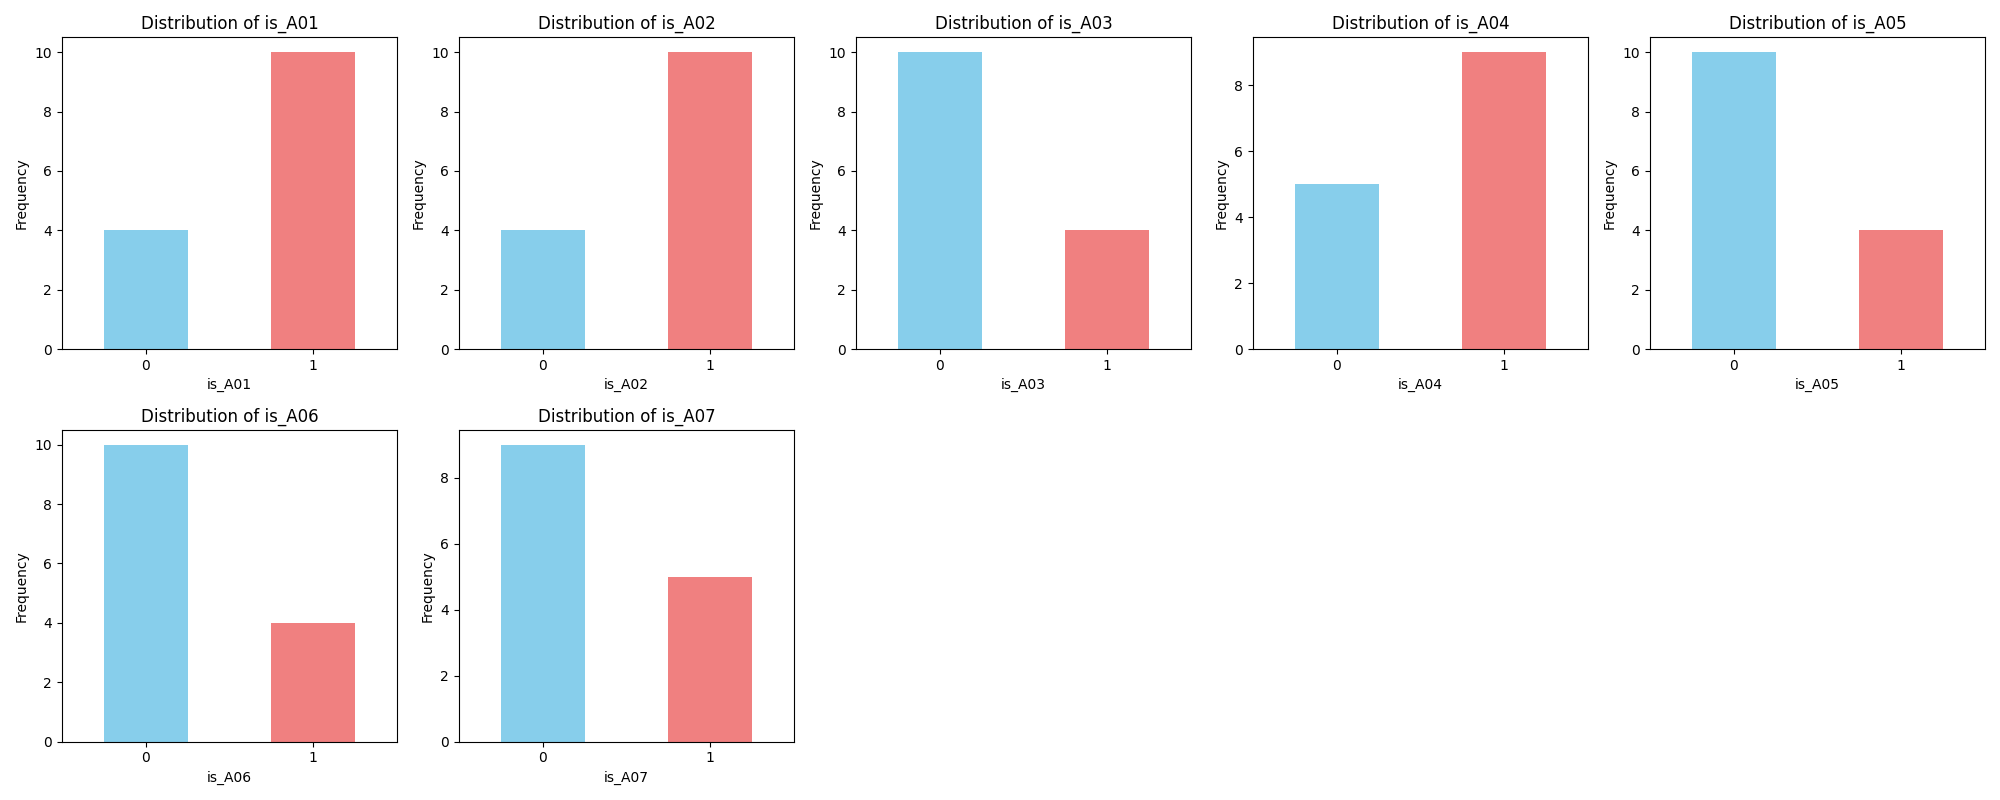 Distribution of is_A01
10
8
6
4
2
0
Frequency
0 1
is_A01
Distribution of is_A02
10
8
6
4
2
0
Frequency
0 1
is_A02
Distribution of is_A03
10
8
6
4
2
0
Frequency
0 1
is_A03
Distribution of is_A04
8
6
4
2
0
Frequency
0 1
is_A04
Distribution of is_A05
10
8
6
4
2
0
Frequency
0 1
is_A05
Distribution of is_A06
10
8
6
4
2
0
Frequency
0 1
is_A06
Distribution of is_A07
8
6
4
2
0
Frequency
0 1
is_A07